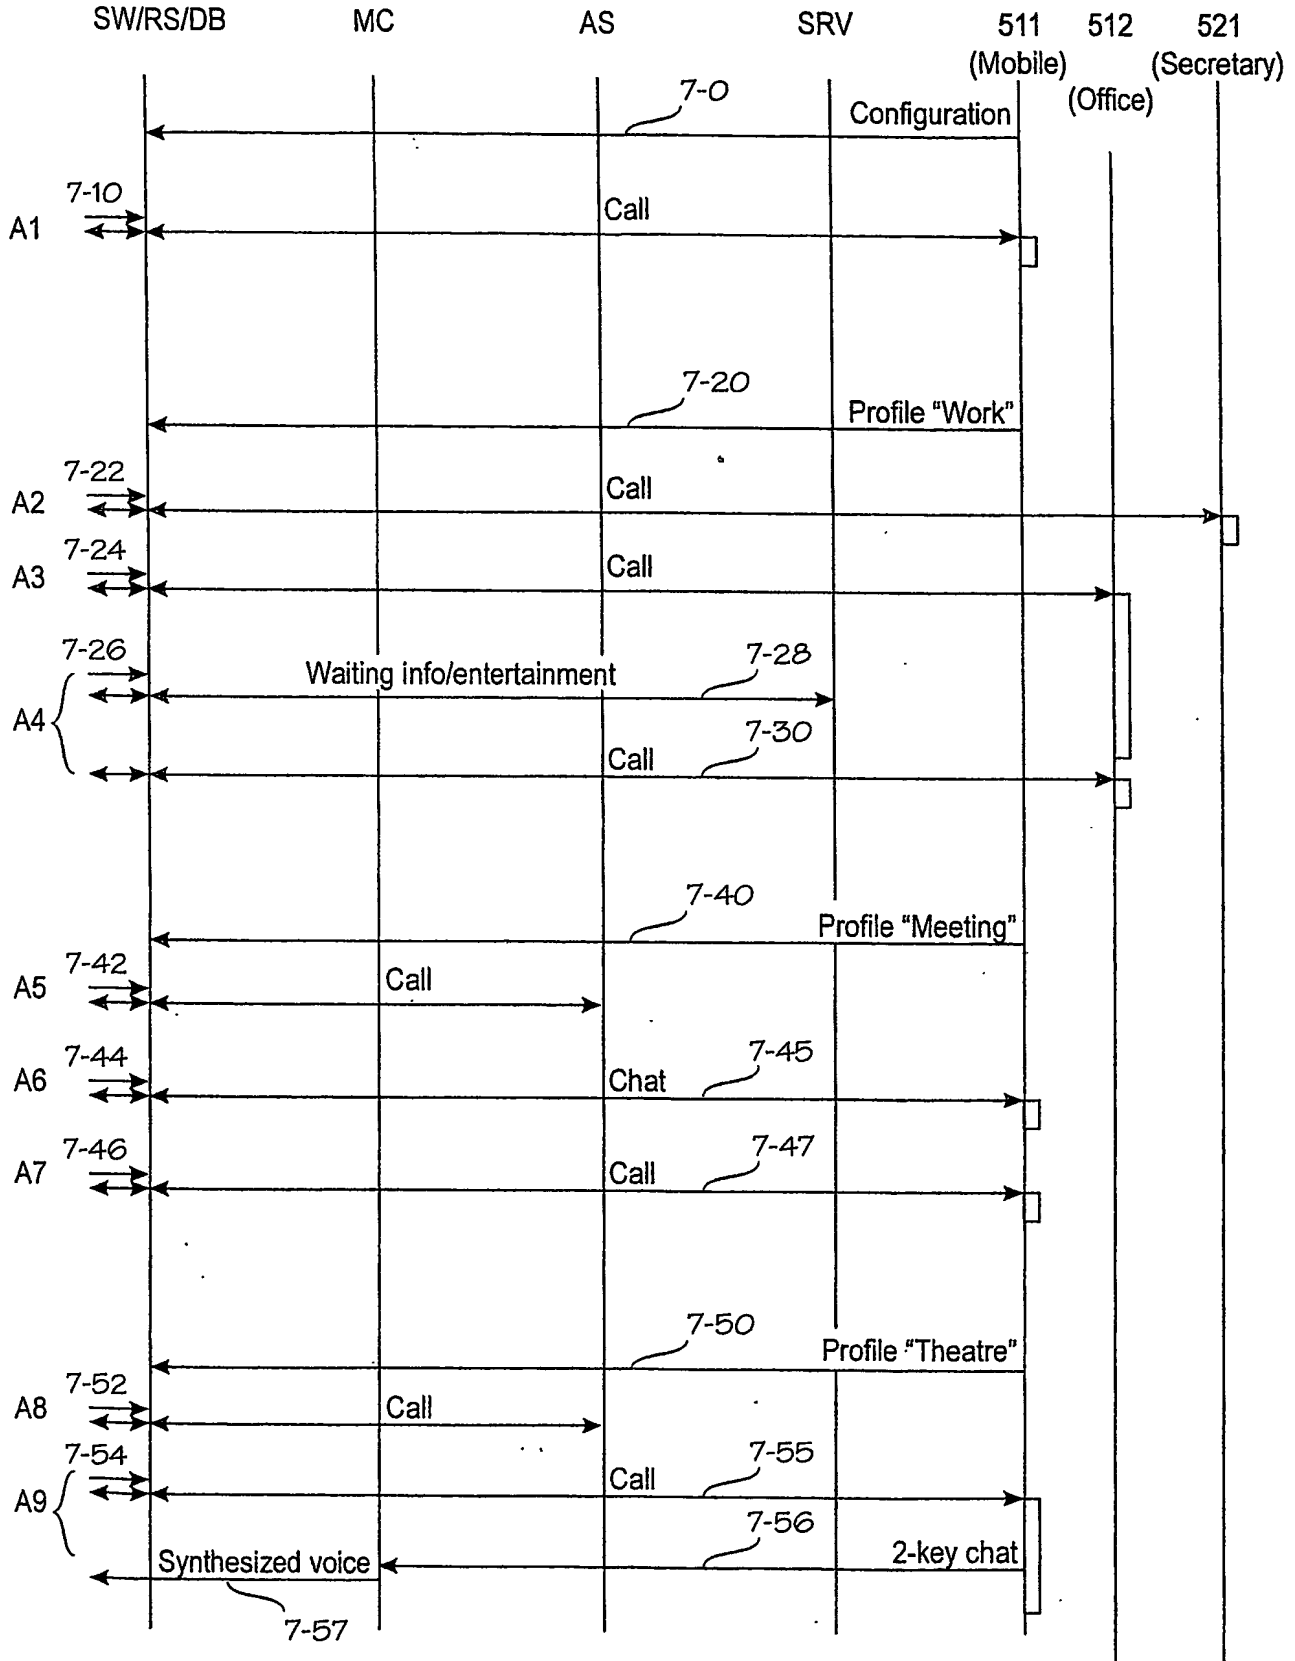 SW/RS/DB MC AS SRV 511 512 521
(Mobile) (Secretary)
(Office)
7-0
Configuration
7-10
A1 Call
7-20
Profile "Work"
7-22
A2 Call
7-24
A3 Call
7-26 7-28
Waiting info/entertainment
A4 7-30
Call
7-40
Profile "Meeting"
7-42
A5 Call
7-44 7-45
A6 Chat
7-46 7-47
A7 Call
7-50
Profile "Theatre"
7-52
A8 Call
7-54 7-55
A9 Call
7-56
Synthesized voice 2-key chat
7-57